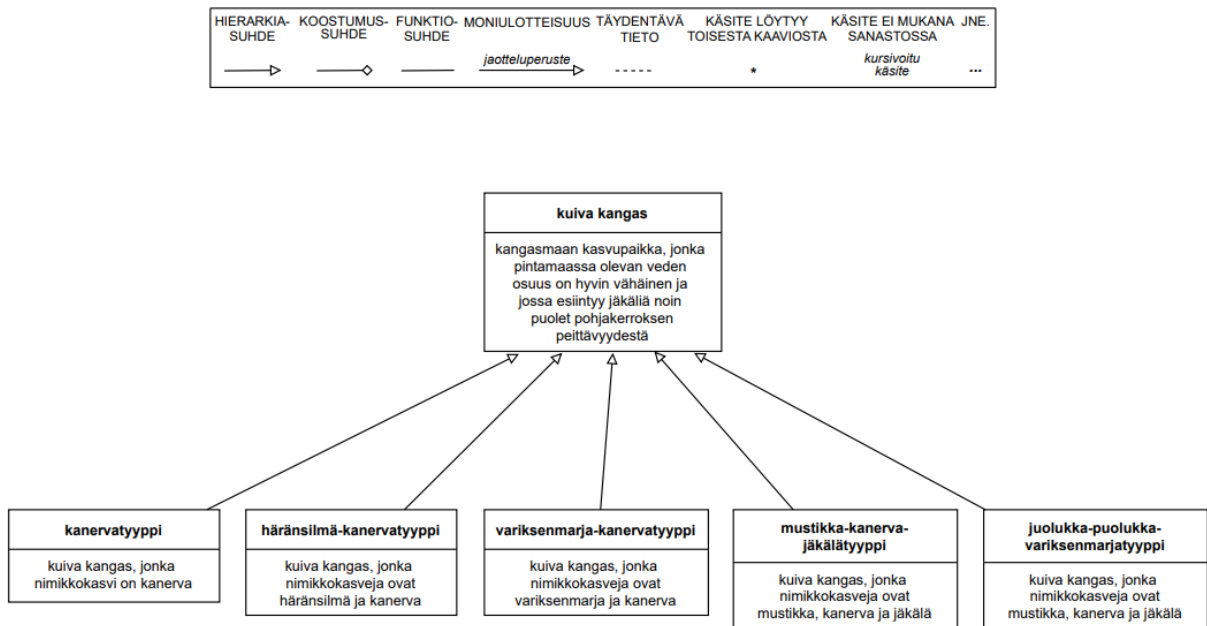 HIERARKIA-
SUHDE
KOOSTUMUS-
SUHDE
FUNKTIO-
SUHDE
MONIULOTTEISUUS
TÄYDENTÄVÄ
TIETO
KÄSITE LÖYTYY
TOISESTA KAAVIOSTA
KÄSITE EI MUKANA
SANASTOSSA
JNE.
jaotteluperuste
*
kursivoitu
käsite
...
kuiva kangas
kangasmaan kasvupaikka, jonka
pintamaassa olevan veden
osuus on hyvin vähäinen ja
jossa esiintyy jäkäliä noin
puolet pohjakerroksen
peittävyydestä
kanervatyyppi
kuiva kangas, jonka
nimikkokasvi on kanerva
häränsilmä-kanervatyyppi
kuiva kangas, jonka
nimikkokasveja ovat
häränsilmä ja kanerva
variksenmarja-kanervatyyppi
kuiva kangas, jonka
nimikkokasveja ovat
variksenmarja ja kanerva
mustikka-kanerva-
jäkälätyyppi
kuiva kangas, jonka
nimikkokasveja ovat
mustikka, kanerva ja jäkälä
juolukka-puolukka-
variksenmarjatyyppi
kuiva kangas, jonka
nimikkokasveja ovat
mustikka, kanerva ja jäkälä